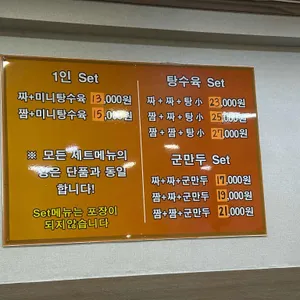 1인 Set
짜+미니탕수육 13,000원
짬+미니탕수육 15,000원
※ 모든 세트메뉴의
양은 단품과 동일
합니다!
Set메뉴는 포장이
되지않습니다
탕수육 Set
짜+짜+탕小 23,000원
짬+짜+탕小 25,000원
짬+짬+탕小 27,000원
군만두 Set
짜+짜+군만두 17,000원
짬+짜+군만두 19,000원
짬+짬+군만두 21,000원